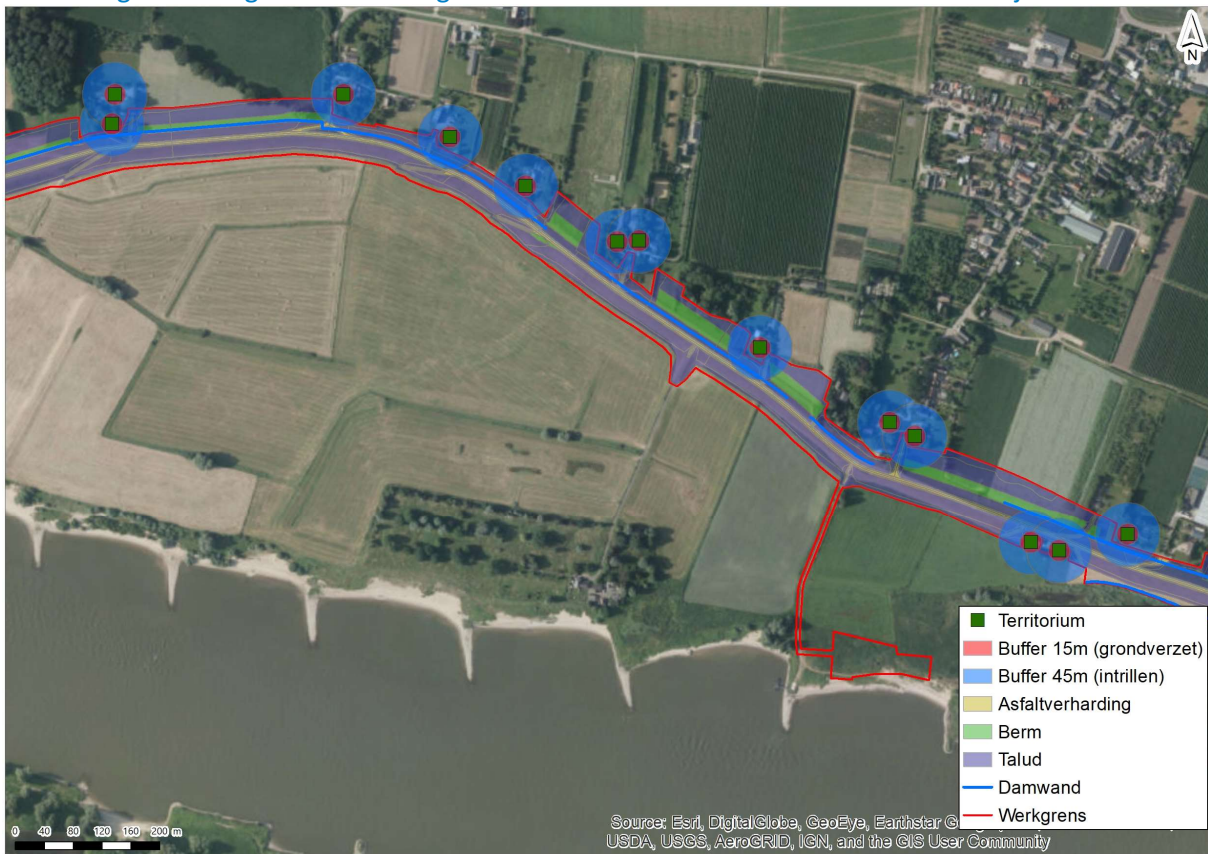 N
Territorium
Buffer 15m (grondverzet)
Buffer 45m (intrillen)
Asfaltverharding
Berm
Talud
Damwand
Werkgrens
0 40 80 120 160 200 m
Source: Esri, DigitalGlobe, GeoEye, Earthstar
USDA, USGS, AeroGRID, IGN, and the GIS User Community